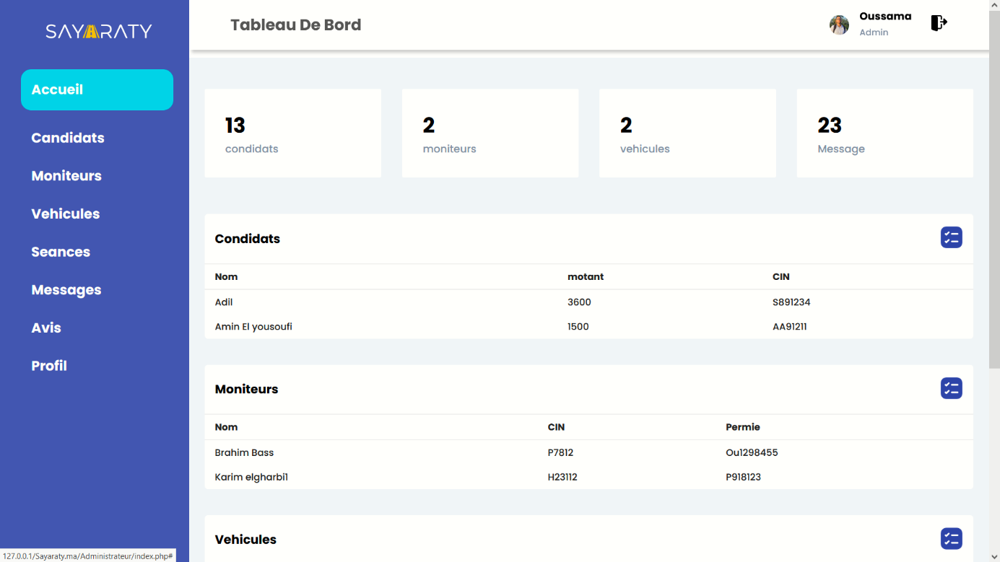 SAYARATY
Tableau De Bord
Oussama
Admin
Accueil
Candidats
Moniteurs
Vehicules
Seances
Messages
Avis
Profil
13
condidats
2
moniteurs
2
vehicules
23
Message
Condidats
Nom motant CIN
Adil 3600 S891234
Amin El yousoufi 1500 AA91211
Moniteurs
Nom CIN Permie
Brahim Bass P7812 Ou1298455
Karim elgharbi1 H23112 P918123
Vehicules
127.0.0.1/Sayaraty.ma/Administrateur/index.php#